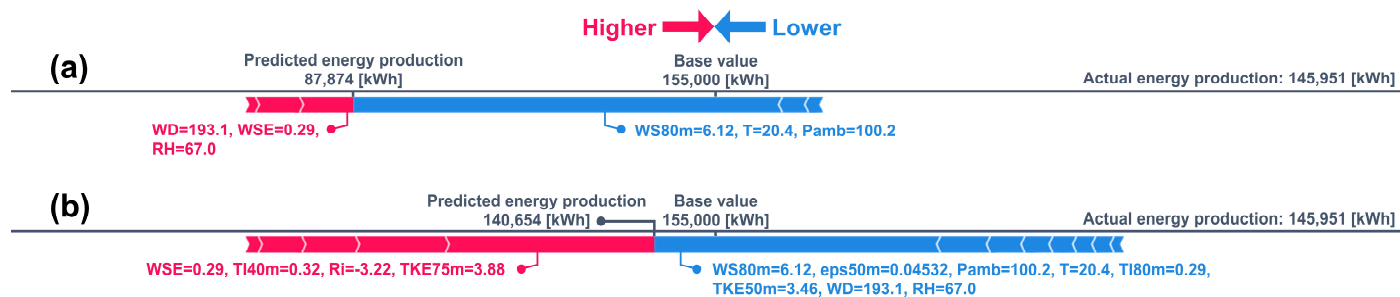 Higher Lower
(a)
Predicted energy production
87,874 [kWh]
Base value
155,000 [kWh]
Actual energy production: 145,951 [kWh]
WD=193.1, WSE=0.29,
RH=67.0
WS80m=6.12, T=20.4, Pamb=100.2
(b)
Predicted energy production
140,654 [kWh]
Base value
155,000 [kWh]
Actual energy production: 145,951 [kWh]
WSE=0.29, TI40m=0.32, Ri=-3.22, TKE75m=3.88
WS80m=6.12, eps50m=0.04532, Pamb=100.2, T=20.4, TI80m=0.29,
TKE50m=3.46, WD=193.1, RH=67.0